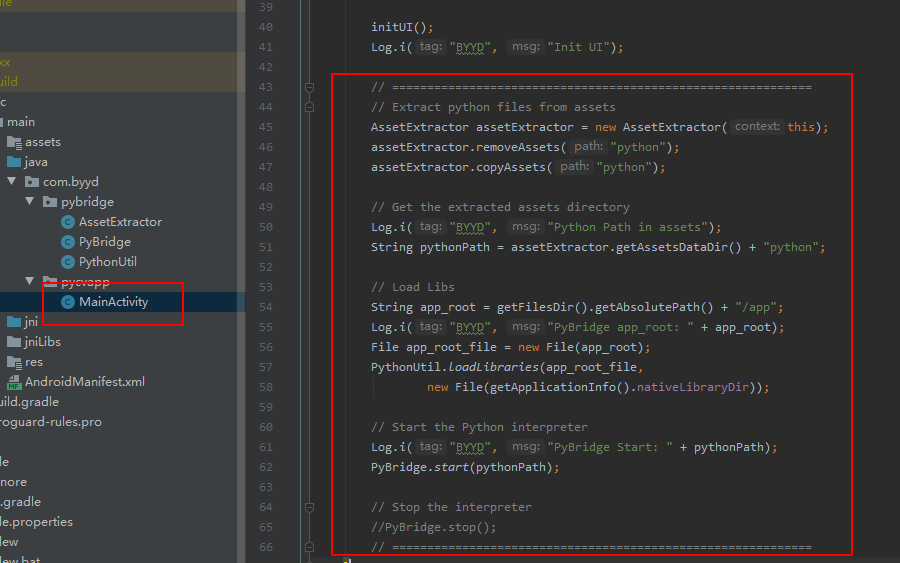 xx
uild
c
main
assets
java
com.byyd
pybridge
AssetExtractor
PyBridge
PythonUtil
pycvapp
MainActivity
jni
jniLibs
res
AndroidManifest.xml
uild.gradle
roguard-rules.pro
le
nore
.gradle
le.properties
lew
lew.bat
39
40 initUI();
41 Log.i( tag: "BYYD", msg: "Init UI");
42
43 // ============================================================
44 // Extract python files from assets
45 AssetExtractor assetExtractor = new AssetExtractor( context: this);
46 assetExtractor.removeAssets( path: "python");
47 assetExtractor.copyAssets( path: "python");
48
49 // Get the extracted assets directory
50 Log.i( tag: "BYYD", msg: "Python Path in assets");
51 String pythonPath = assetExtractor.getAssetsDataDir() + "python";
52
53 // Load Libs
54 String app_root = getFilesDir().getAbsolutePath() + "/app";
55 Log.i( tag: "BYYD", msg: "PyBridge app_root: " + app_root);
56 File app_root_file = new File(app_root);
57 PythonUtil.loadLibraries(app_root_file,
58 new File(getApplicationInfo().nativeLibraryDir));
59
60 // Start the Python interpreter
61 Log.i( tag: "BYYD", msg: "PyBridge Start: " + pythonPath);
62 PyBridge.start(pythonPath);
63
64 // Stop the interpreter
65 //PyBridge.stop();
66 // ============================================================